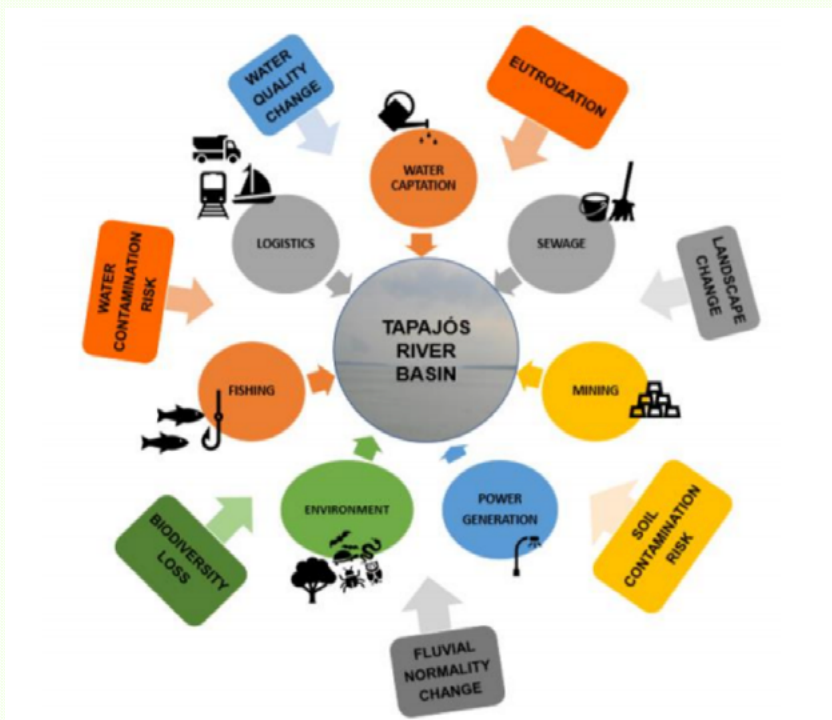 WATER
QUALITY
CHANGE
EUTROIZATION
WATER
CAPTATION
LOGISTICS
SEWAGE
WATER
CONTAMINATION
RISK
LANDSCAPE
CHANGE
TAPAJÓS
RIVER
BASIN
FISHING
MINING
ENVIRONMENT
POWER
GENERATION
BIODIVERSITY
LOSS
SOIL
CONTAMINATION
RISK
FLUVIAL
NORMALITY
CHANGE